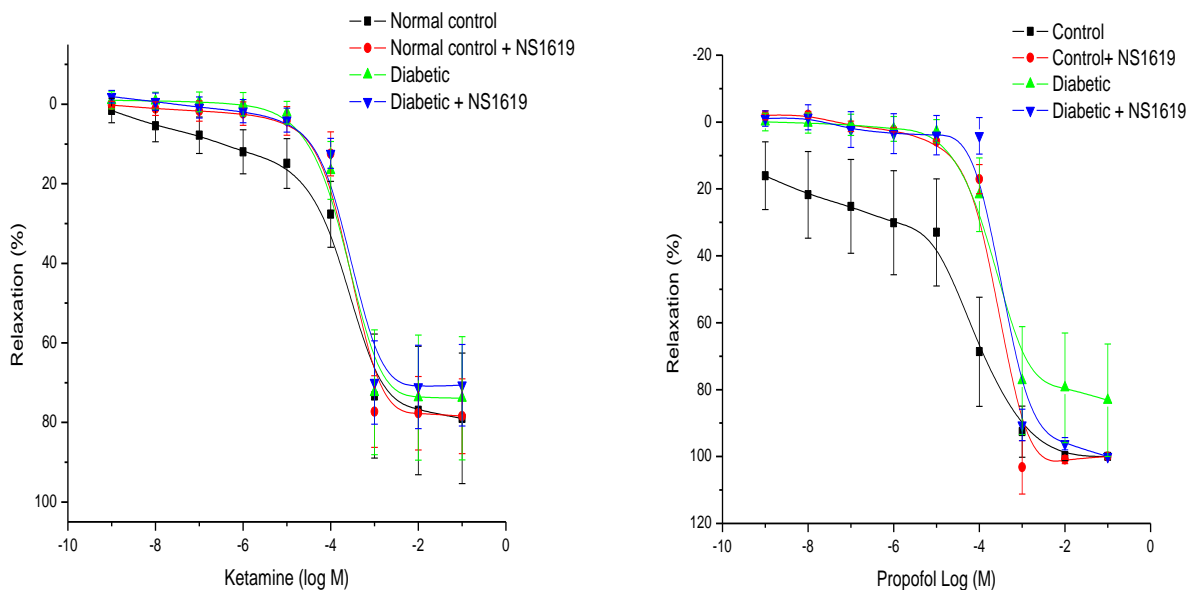 Normal control
Normal control + NS1619
Diabetic
Diabetic + NS1619
0
20
40
60
80
100
Relaxation (%)
-10
-8
-6
-4
-2
0
Ketamine (log M)
Control
Control+ NS1619
Diabetic
Diabetic + NS1619
-20
0
20
40
60
80
100
120
Relaxation (%)
-10
-8
-6
-4
-2
0
Propofol Log (M)